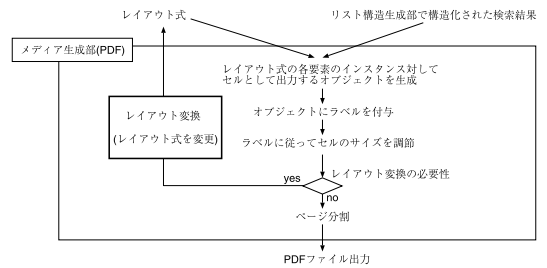 レイアウト式
リスト構造生成部で構造化された検索結果
メディア生成部(PDF)
レイアウト式の各要素のインスタンス対して
セルとして出力するオブジェクトを生成
レイアウト変換
(レイアウト式を変更)
オブジェクトにラベルを付与
ラベルに従ってセルのサイズを調節
レイアウト変換の必要性
yes
no
ページ分割
PDFファイル出力